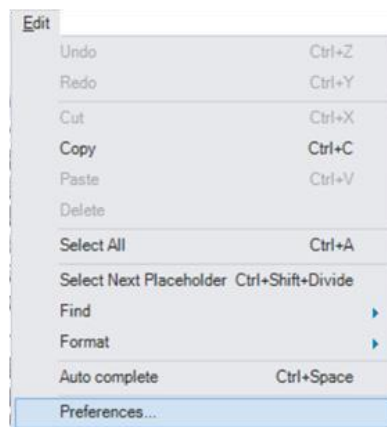 Edit
Undo Ctrl+Z
Redo Ctrl+Y
Cut Ctrl+X
Copy Ctrl+C
Paste Ctrl+V
Delete
Select All Ctrl+A
Select Next Placeholder Ctrl+Shift+Divide
Find
Format
Auto complete Ctrl+Space
Preferences...